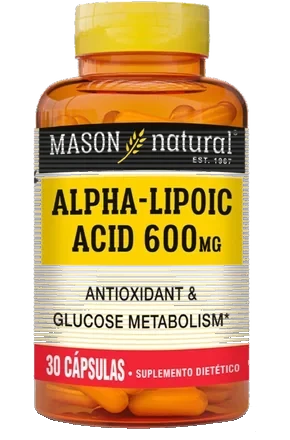 MASON natural®
EST. 1967
ALPHA-LIPOIC
ACID 600MG
ANTIOXIDANT &
GLUCOSE METABOLISM*
30 CÁPSULAS • SUPLEMENTO DIETÉTICO